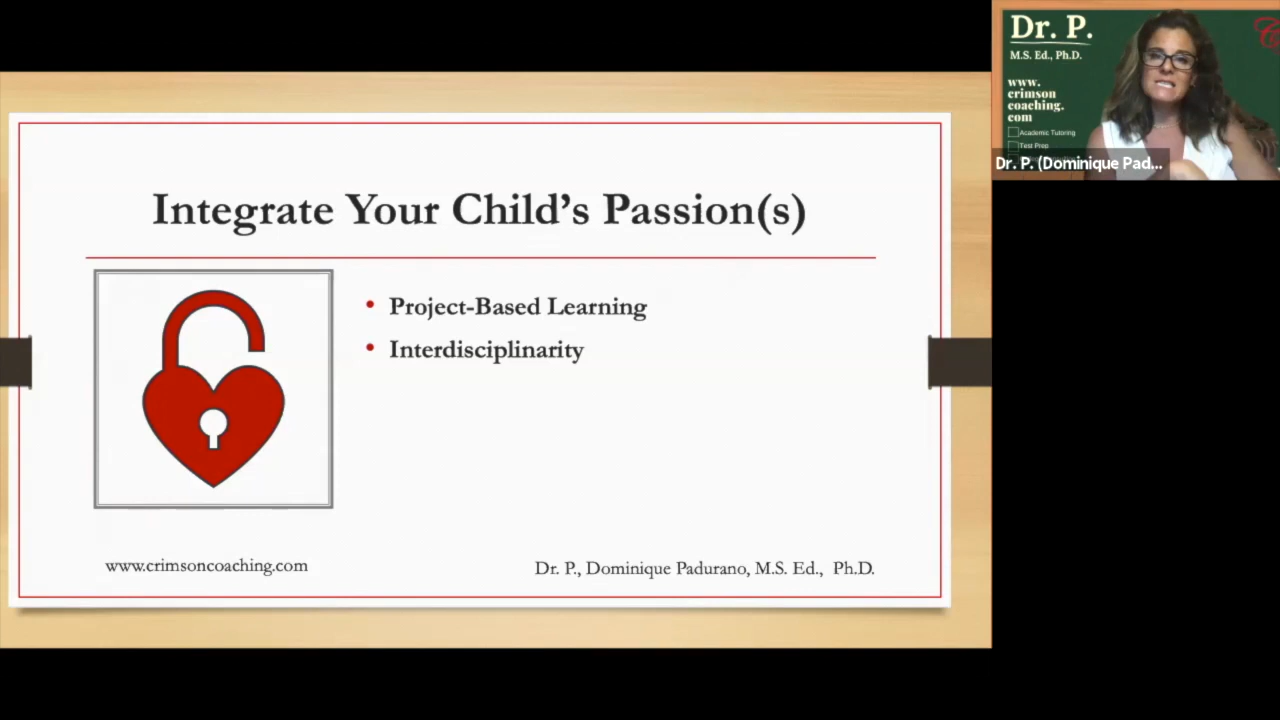 Integrate Your Child's Passion(s)
• Project-Based Learning
• Interdisciplinarity
www.crimsoncoaching.com
Dr. P., Dominique Padurano, M.S. Ed., Ph.D.
Dr. P.
M.S. Ed., Ph.D.
www.
crimson
coaching.
com
Academic Tutoring
Test Prep
Dr. P. (Dominique Pad...